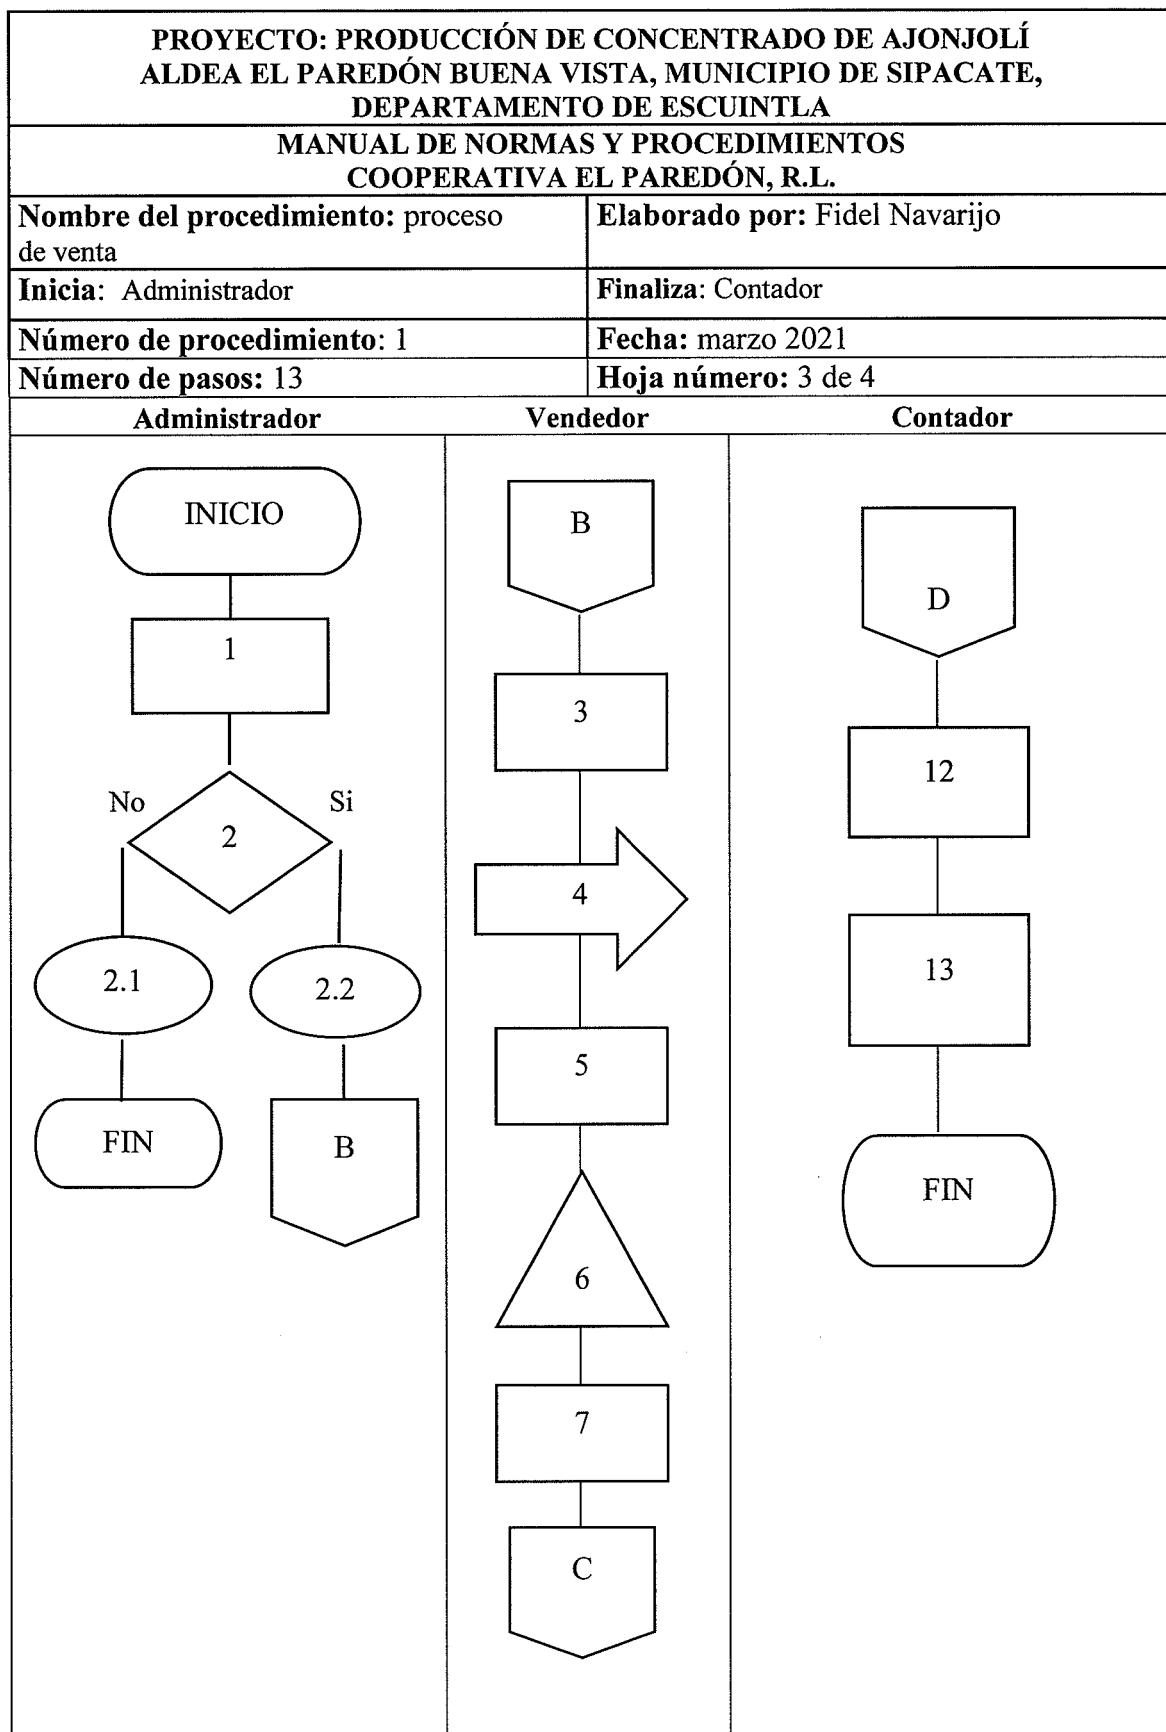 PROYECTO: PRODUCCIÓN DE CONCENTRADO DE AJONJOLÍ
ALDEA EL PAREDÓN BUENA VISTA, MUNICIPIO DE SIPACATE,
DEPARTAMENTO DE ESCUINTLA
MANUAL DE NORMAS Y PROCEDIMIENTOS
COOPERATIVA EL PAREDÓN, R.L.
Nombre del procedimiento: proceso
de venta
Elaborado por: Fidel Navarijo
Inicia: Administrador
Finaliza: Contador
Número de procedimiento: 1
Fecha: marzo 2021
Número de pasos: 13
Hoja número: 3 de 4
Administrador
Vendedor
Contador
INICIO
1
No
Si
2
2.1
2.2
FIN
B
B
3
4
5
6
7
C
D
12
13
FIN